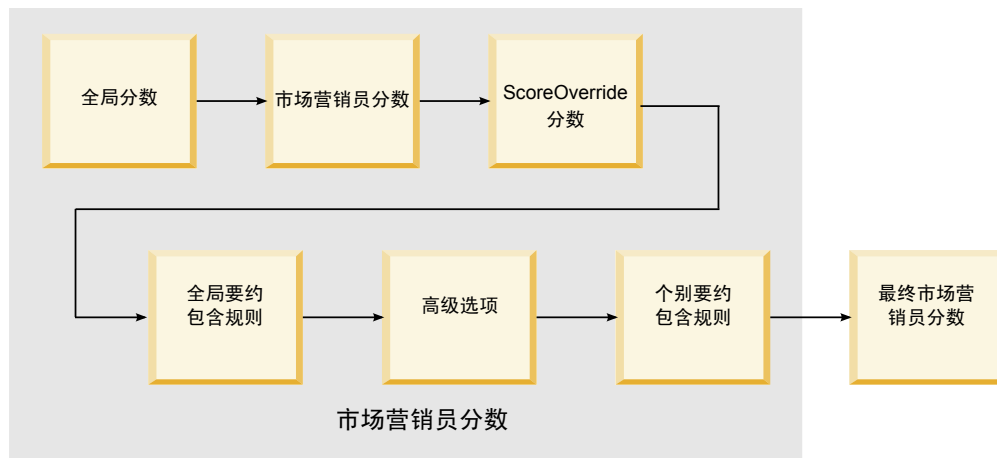 全局分数
市场营销员分数
ScoreOverride
分数
全局要约
包含规则
高级选项
个别要约
包含规则
最终市场营
销员分数
市场营销员分数